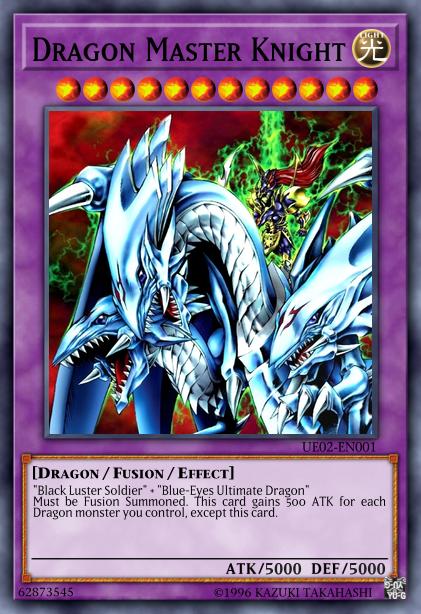 DRAGON MASTER KNIGHT
LIGHT
光
UE02-EN001
[DRAGON / FUSION / EFFECT]
"Black Luster Soldier" + "Blue-Eyes Ultimate Dragon"
Must be Fusion Summoned. This card gains 500 ATK for each
Dragon monster you control, except this card.
ATK/5000 DEF/5000
62873545
©1996 KAZUKI TAKAHASHI